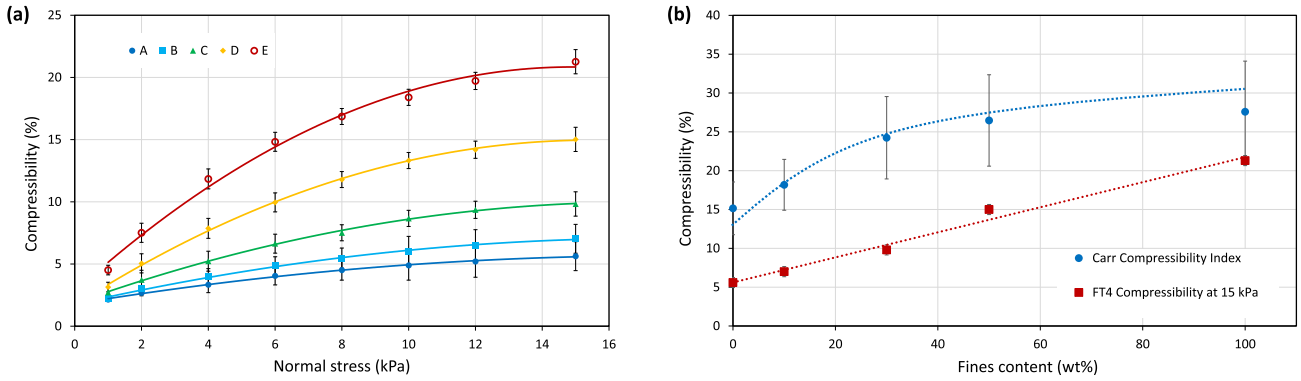 (a)
25
20
15
10
5
0
Compressibility (%)
A B C D E
0 2 4 6 8 10 12 14 16
Normal stress (kPa)
(b)
40
35
30
25
20
15
10
5
0
Compressibility (%)
Carr Compressibility Index
FT4 Compressibility at 15 kPa
0 20 40 60 80 100
Fines content (wt%)